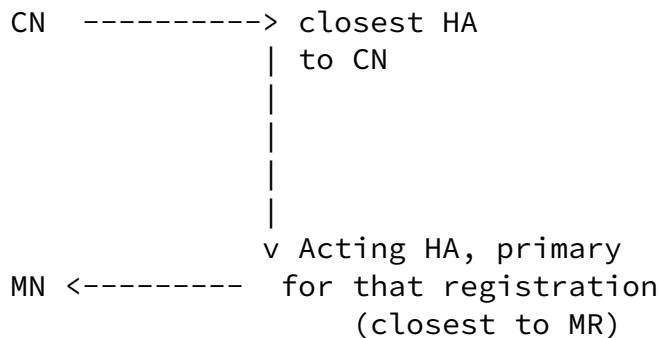 CN ----------> closest HA
| to CN
|
|
|
|
v Acting HA, primary
MN <--------- for that registration
(closest to MR)